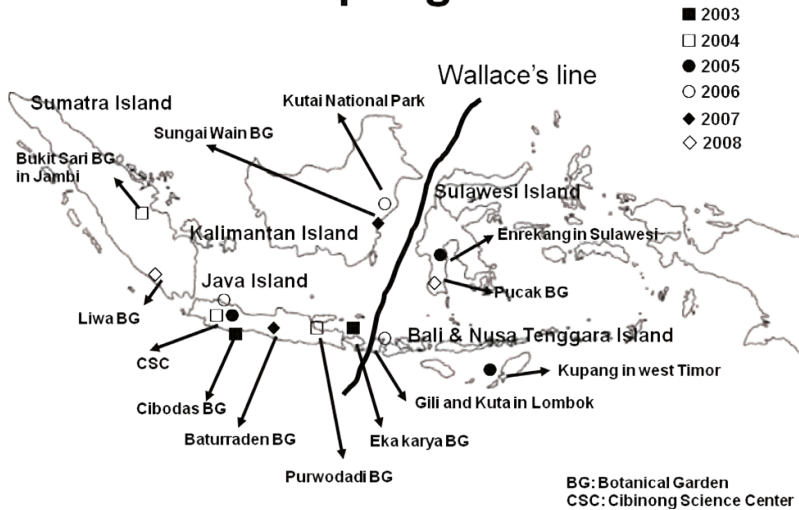 2003
2004
2005
2006
2007
2008
Wallace's line
Sumatra Island
Kutai National Park
Sungai Wain BG
Bukit Sari BG
in Jambi
Sulawesi Island
Kalimantan Island
Enrekang in Sulawesi
Java Island
Pucak BG
Liwa BG
Bali & Nusa Tenggara Island
CSC
Kupang in west Timor
Cibodas BG
Gili and Kuta in Lombok
Baturraden BG
Eka karya BG
Purwodadi BG
BG: Botanical Garden
CSC: Cibinong Science Center